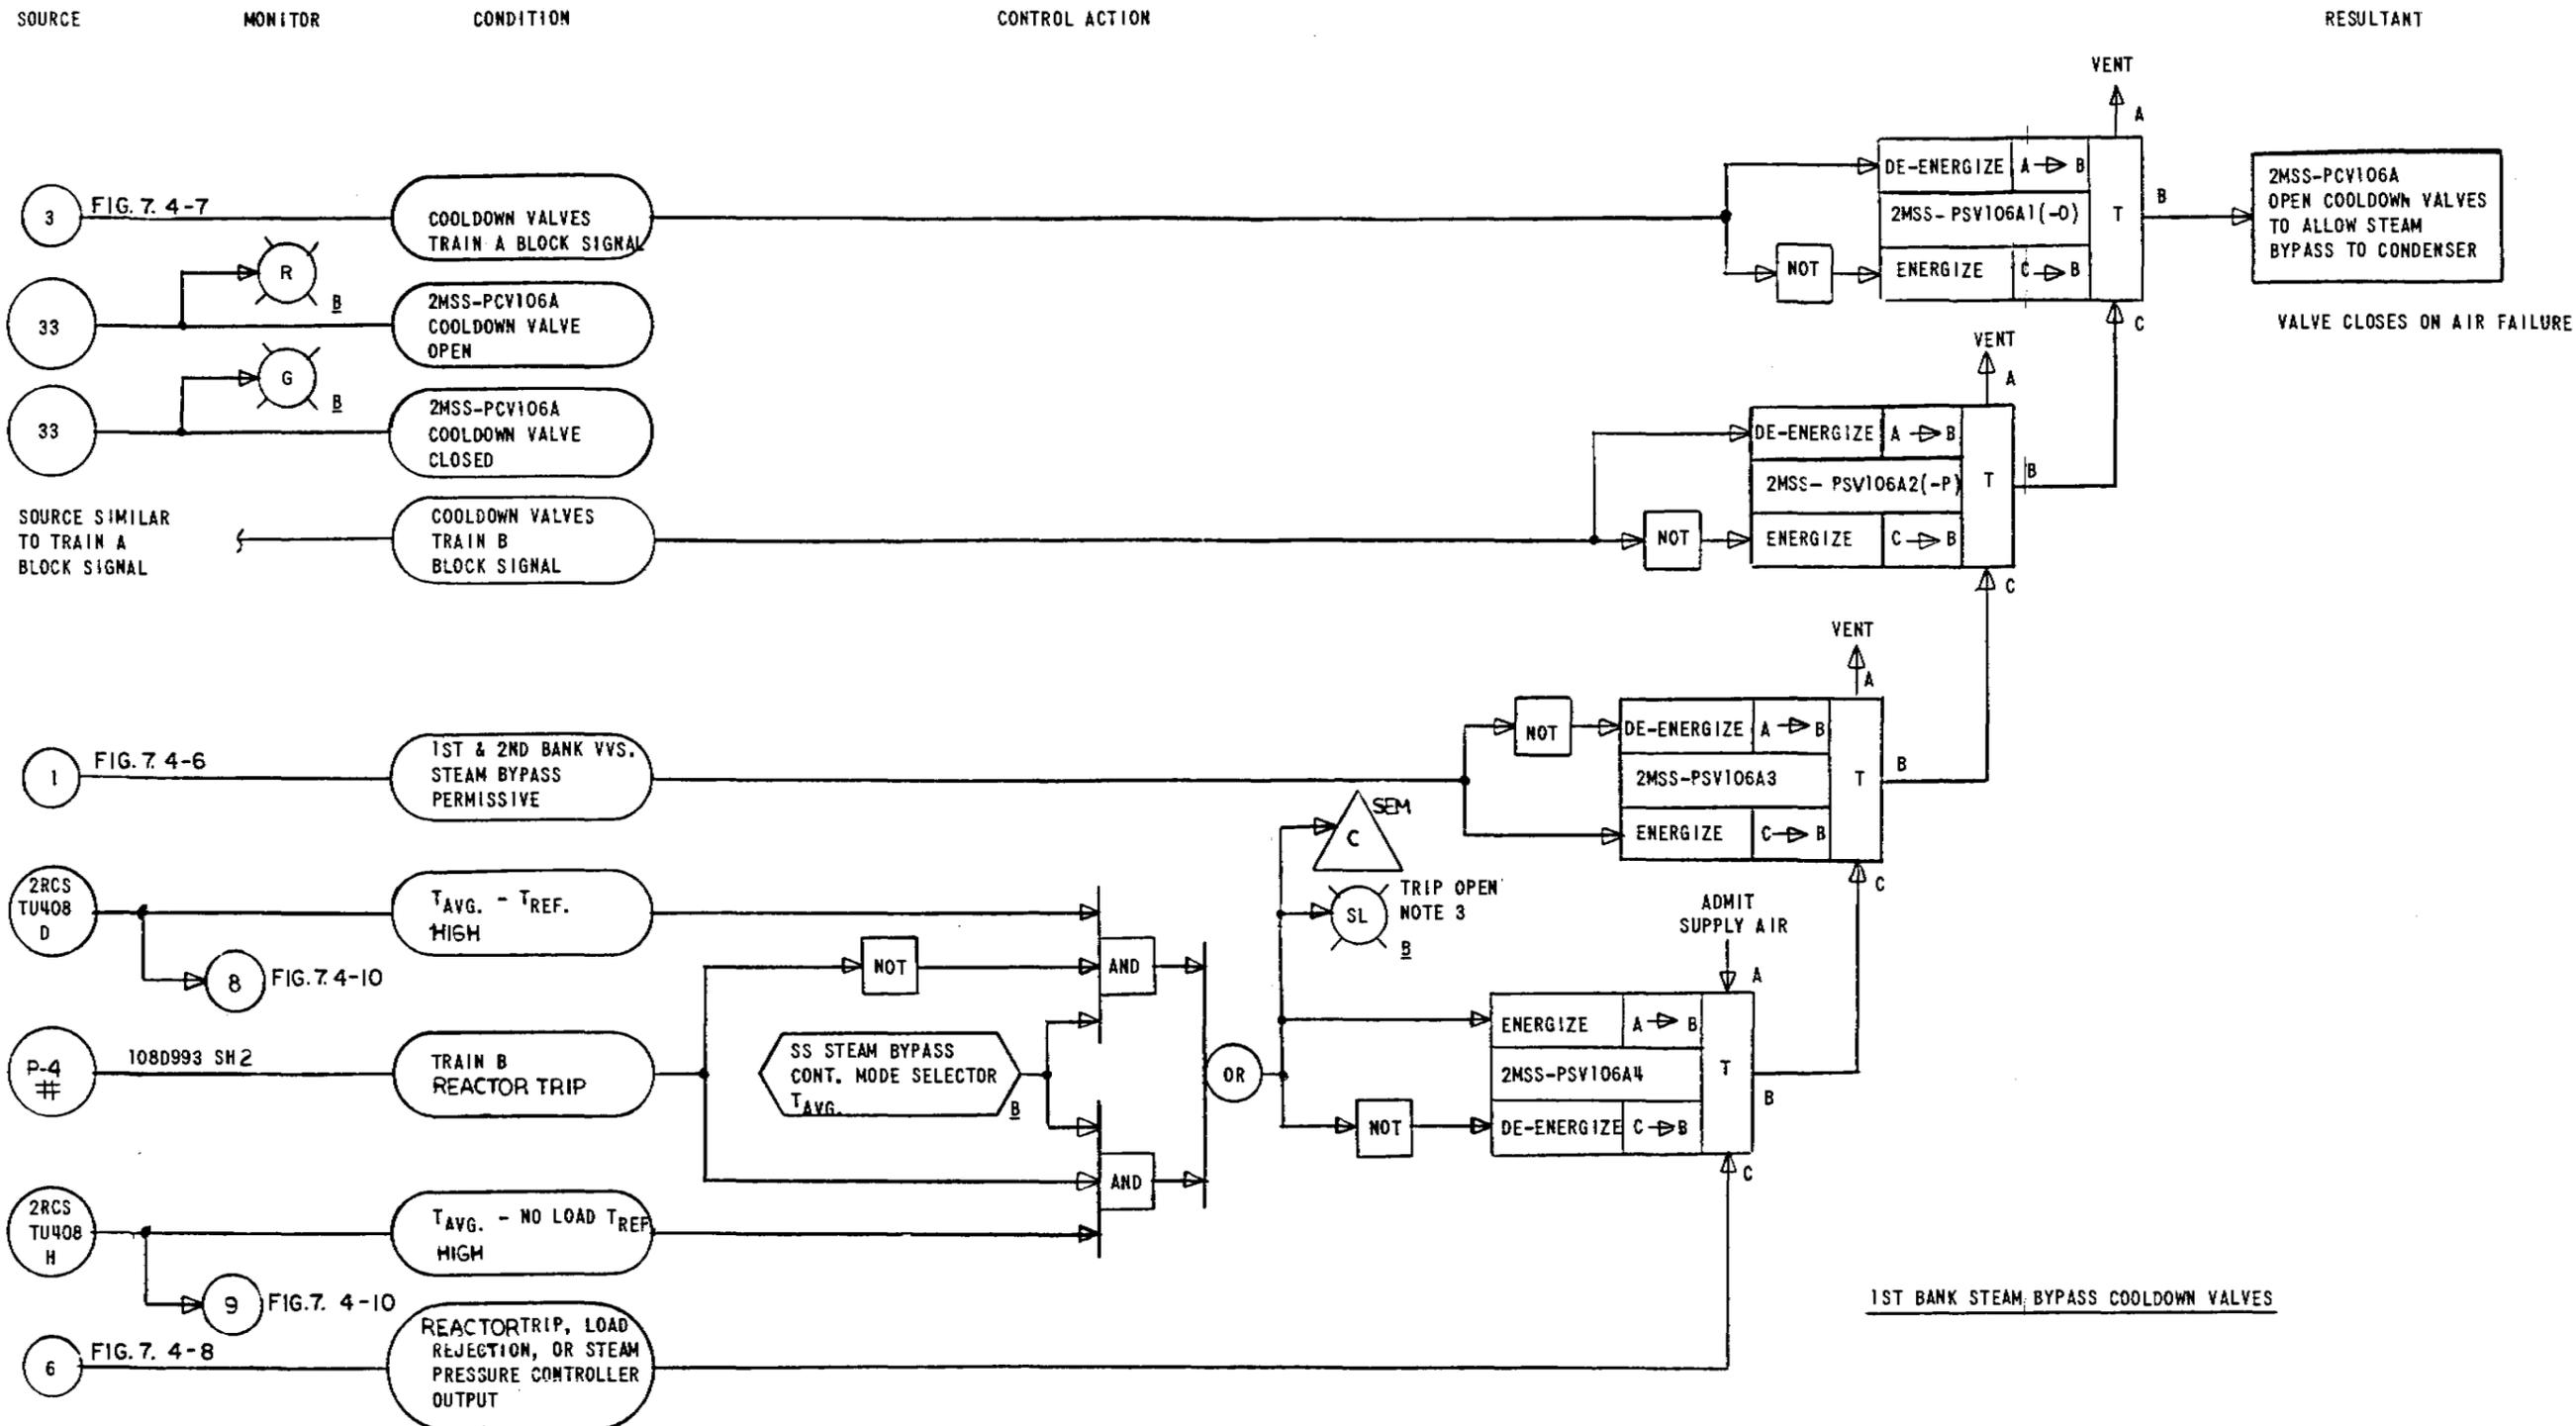 SOURCE
MONITOR
CONDITION
CONTROL ACTION
RESULTANT
VENT
A
DE-ENERGIZE
A
B
2MSS-PSV106A1(-O)
T
B
ENERGIZE
C
B
NOT
C
2MSS-PCV106A
OPEN COOLDOWN VALVES
TO ALLOW STEAM
BYPASS TO CONDENSER
VALVE CLOSES ON AIR FAILURE
3
FIG. 7. 4-7
COOLDOWN VALVES
TRAIN A BLOCK SIGNAL
R
B
33
2MSS-PCV106A
COOLDOWN VALVE
OPEN
G
B
33
2MSS-PCV106A
COOLDOWN VALVE
CLOSED
VENT
A
DE-ENERGIZE
A
B
2MSS- PSV106A2(-P)
T
B
NOT
ENERGIZE
C
B
C
SOURCE SIMILAR
TO TRAIN A
BLOCK SIGNAL
COOLDOWN VALVES
TRAIN B
BLOCK SIGNAL
VENT
A
NOT
DE-ENERGIZE
A
B
2MSS-PSV106A3
T
B
ENERGIZE
C
B
C
1
FIG. 7. 4-6
1ST & 2ND BANK VVS.
STEAM BYPASS
PERMISSIVE
SEM
C
SL
TRIP OPEN
NOTE 3
B
2RCS
TU408
D
TAVG. - TREF.
HIGH
8
FIG. 7. 4-10
NOT
AND
ADMIT
SUPPLY AIR
A
ENERGIZE
A
B
2MSS-PSV106A4
T
B
NOT
DE-ENERGIZE
C
B
C
P-4
#
108D993 SH2
TRAIN B
REACTOR TRIP
SS STEAM BYPASS
CONT. MODE SELECTOR
TAVG.
B
OR
AND
2RCS
TU408
H
TAVG. - NO LOAD TREF
HIGH
9
FIG.7. 4-10
6
FIG. 7. 4-8
REACTORTRIP, LOAD
REJECTION, OR STEAM
PRESSURE CONTROLLER
OUTPUT
1ST BANK STEAM BYPASS COOLDOWN VALVES